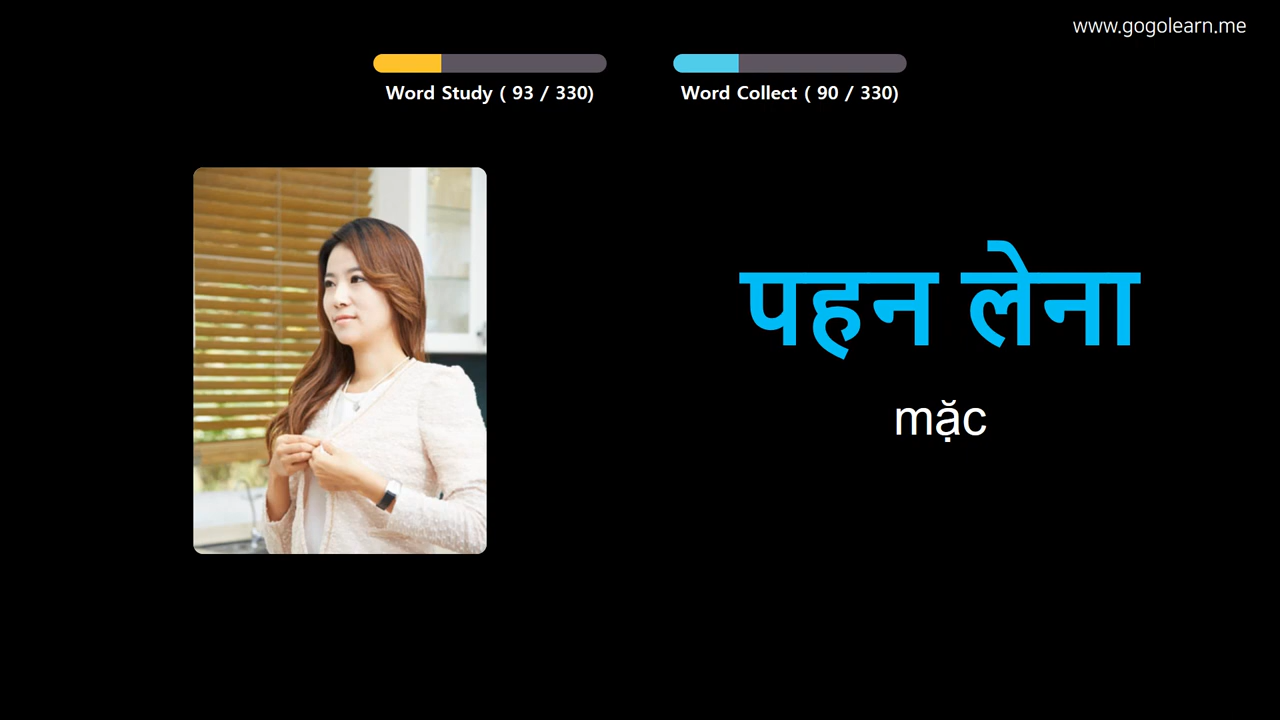 www.gogolearn.me
Word Study ( 93 / 330)
Word Collect ( 90 / 330)
पहन लेना
mặc